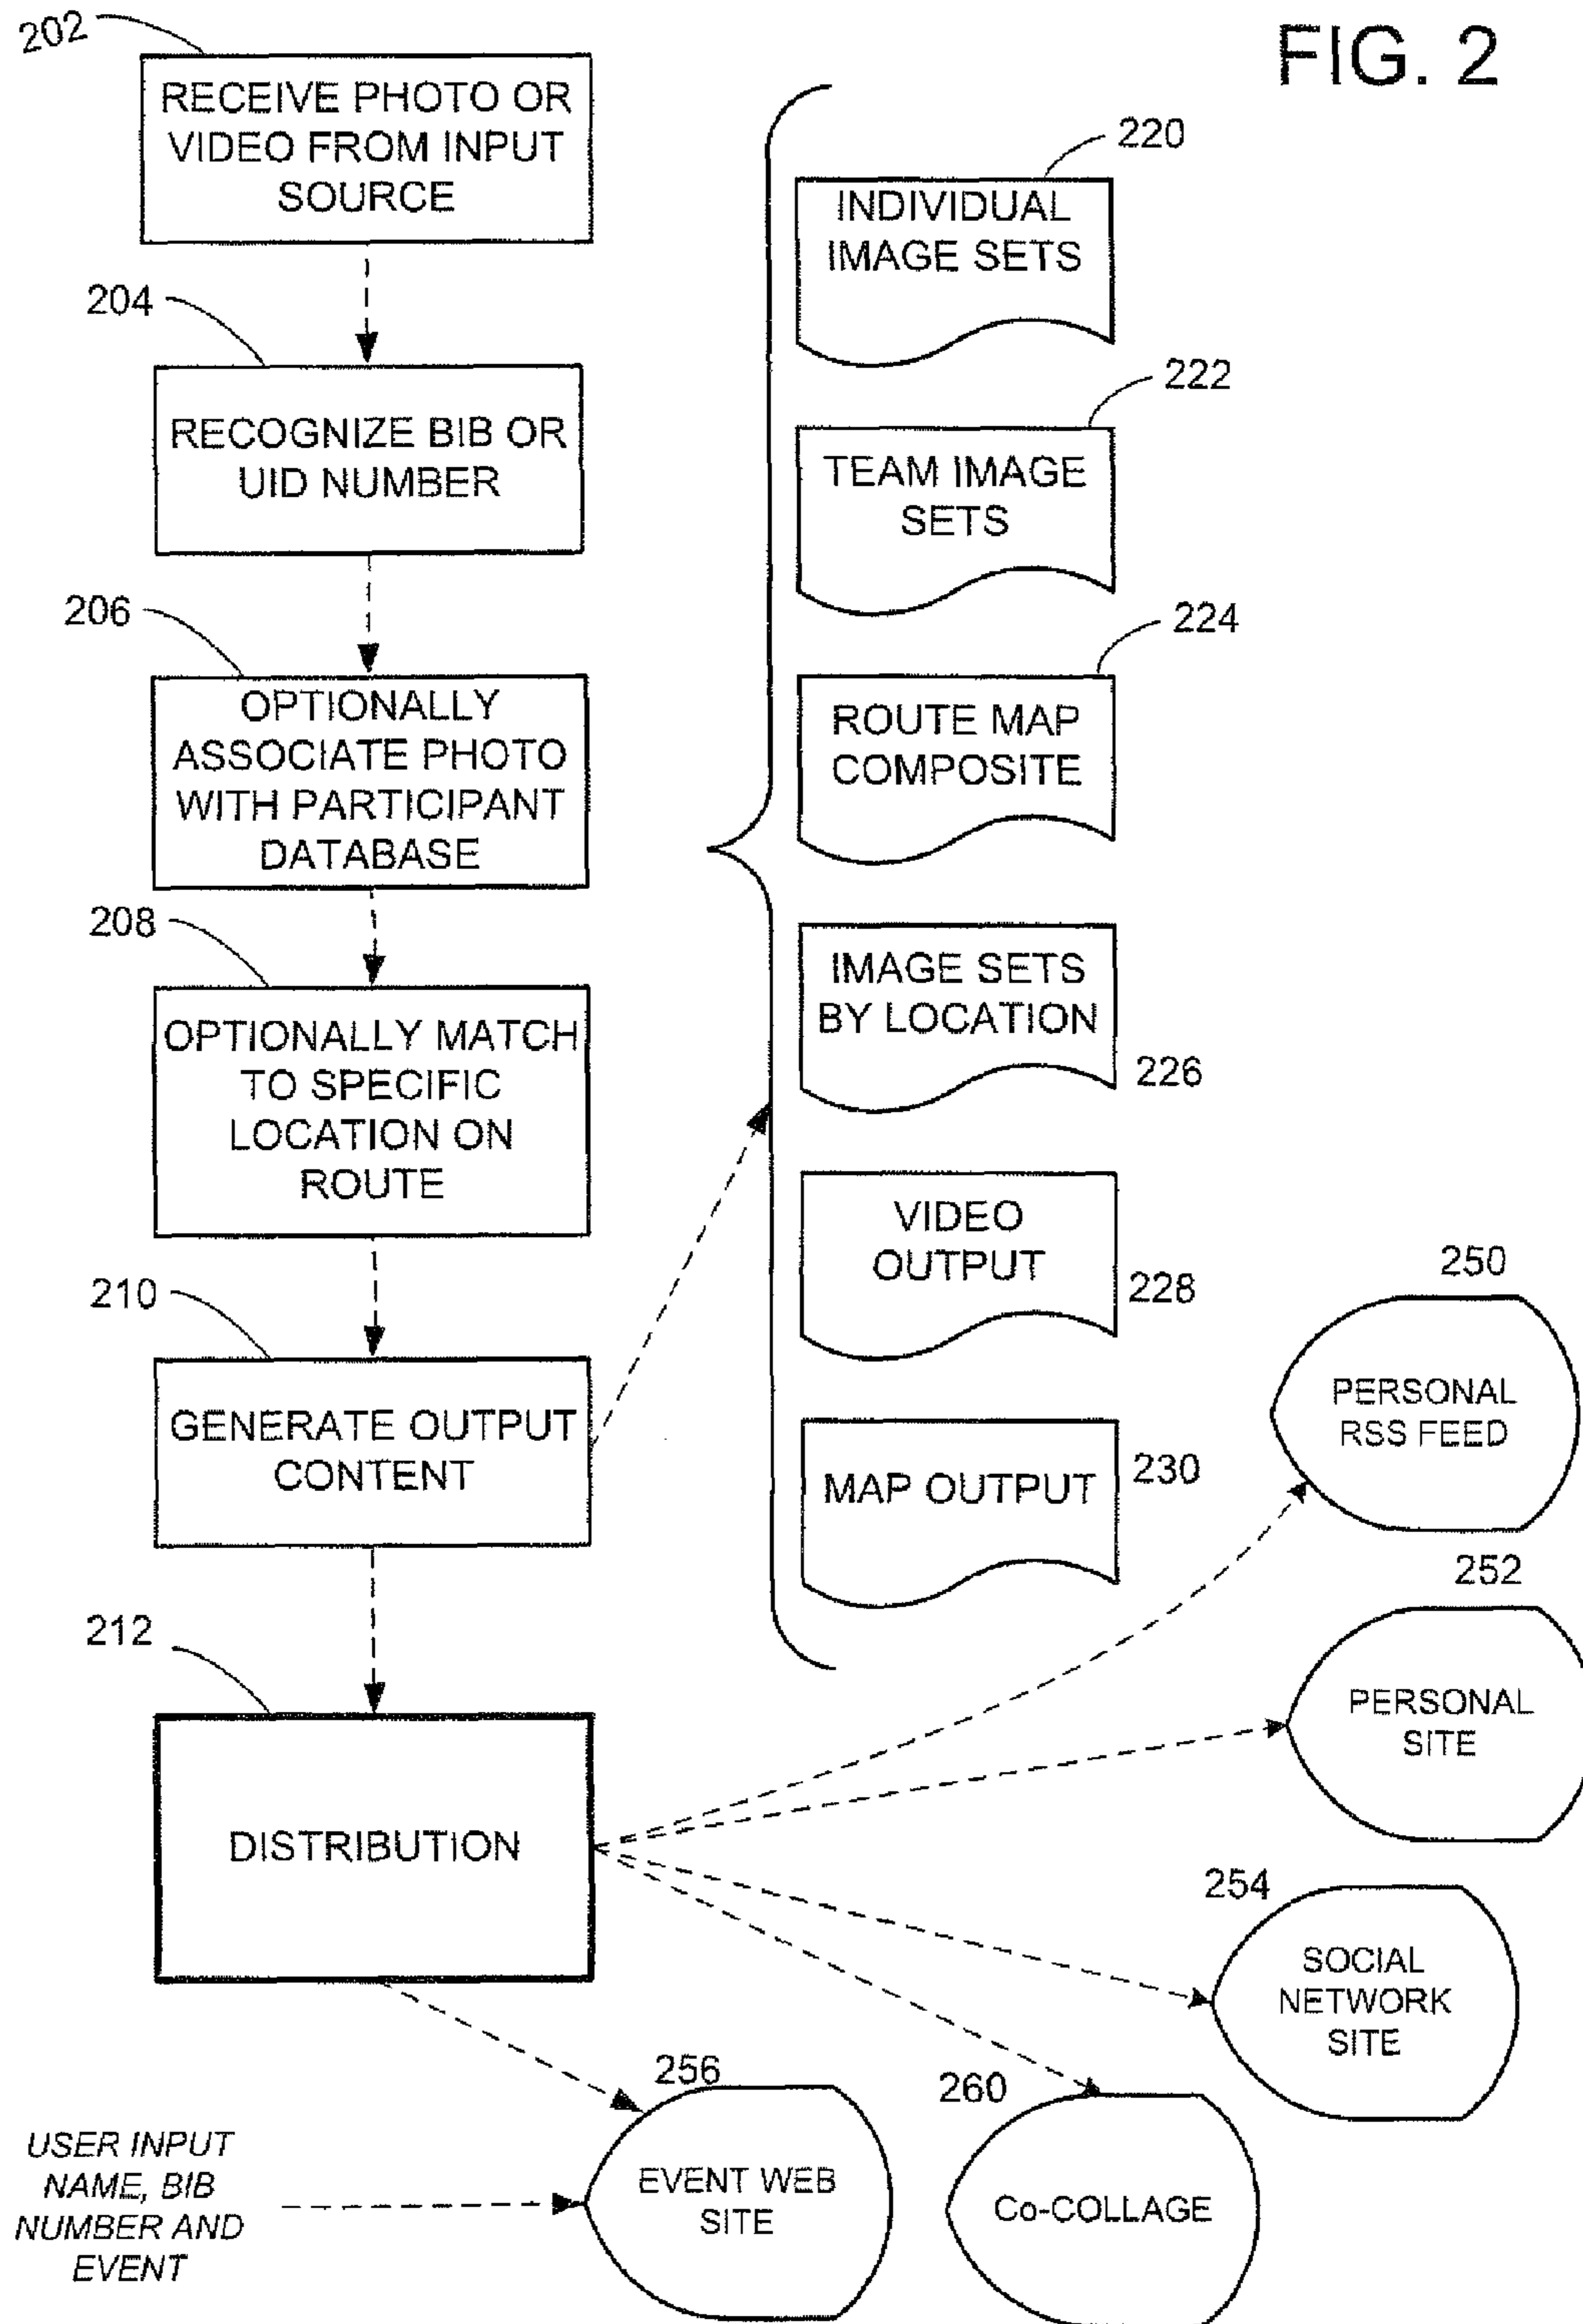 FIG. 2
202
RECEIVE PHOTO OR
VIDEO FROM INPUT
SOURCE
204
RECOGNIZE BIB OR
UID NUMBER
206
OPTIONALLY
ASSOCIATE PHOTO
WITH PARTICIPANT
DATABASE
208
OPTIONALLY MATCH
TO SPECIFIC
LOCATION ON
ROUTE
210
GENERATE OUTPUT
CONTENT
212
DISTRIBUTION
220
INDIVIDUAL
IMAGE SETS
222
TEAM IMAGE
SETS
224
ROUTE MAP
COMPOSITE
IMAGE SETS
BY LOCATION
226
VIDEO
OUTPUT
228
MAP OUTPUT
230
250
PERSONAL
RSS FEED
252
PERSONAL
SITE
254
SOCIAL
NETWORK
SITE
256
EVENT WEB
SITE
260
Co-COLLAGE
USER INPUT
NAME, BIB
NUMBER AND
EVENT